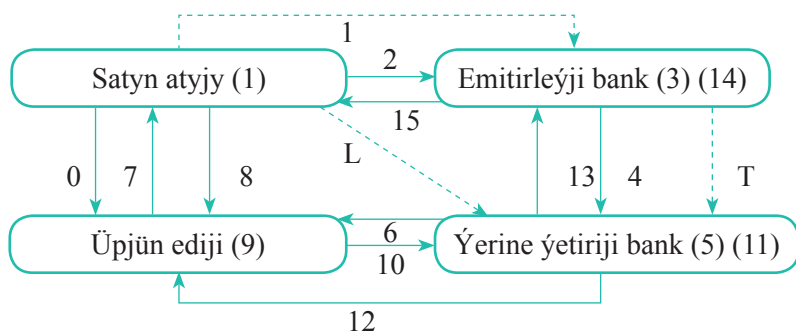 1
Satyn atyjy (1)
2
Emitirleýji bank (3) (14)
15
L
0
7
8
13
4
T
Üpjün ediji (9)
6
10
Ýerine ýetiriji bank (5) (11)
12